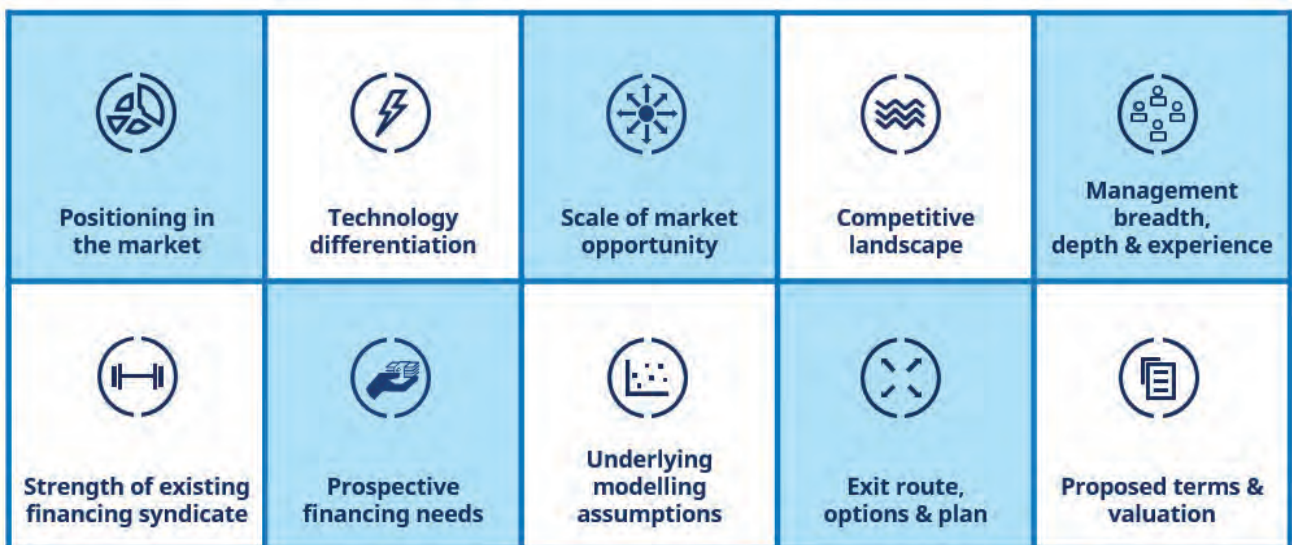 Positioning in
the market
Technology
differentiation
Scale of market
opportunity
Competitive
landscape
Management
breadth,
depth & experience
Strength of existing
financing syndicate
Prospective
financing needs
Underlying
modelling
assumptions
Exit route,
options & plan
Proposed terms &
valuation